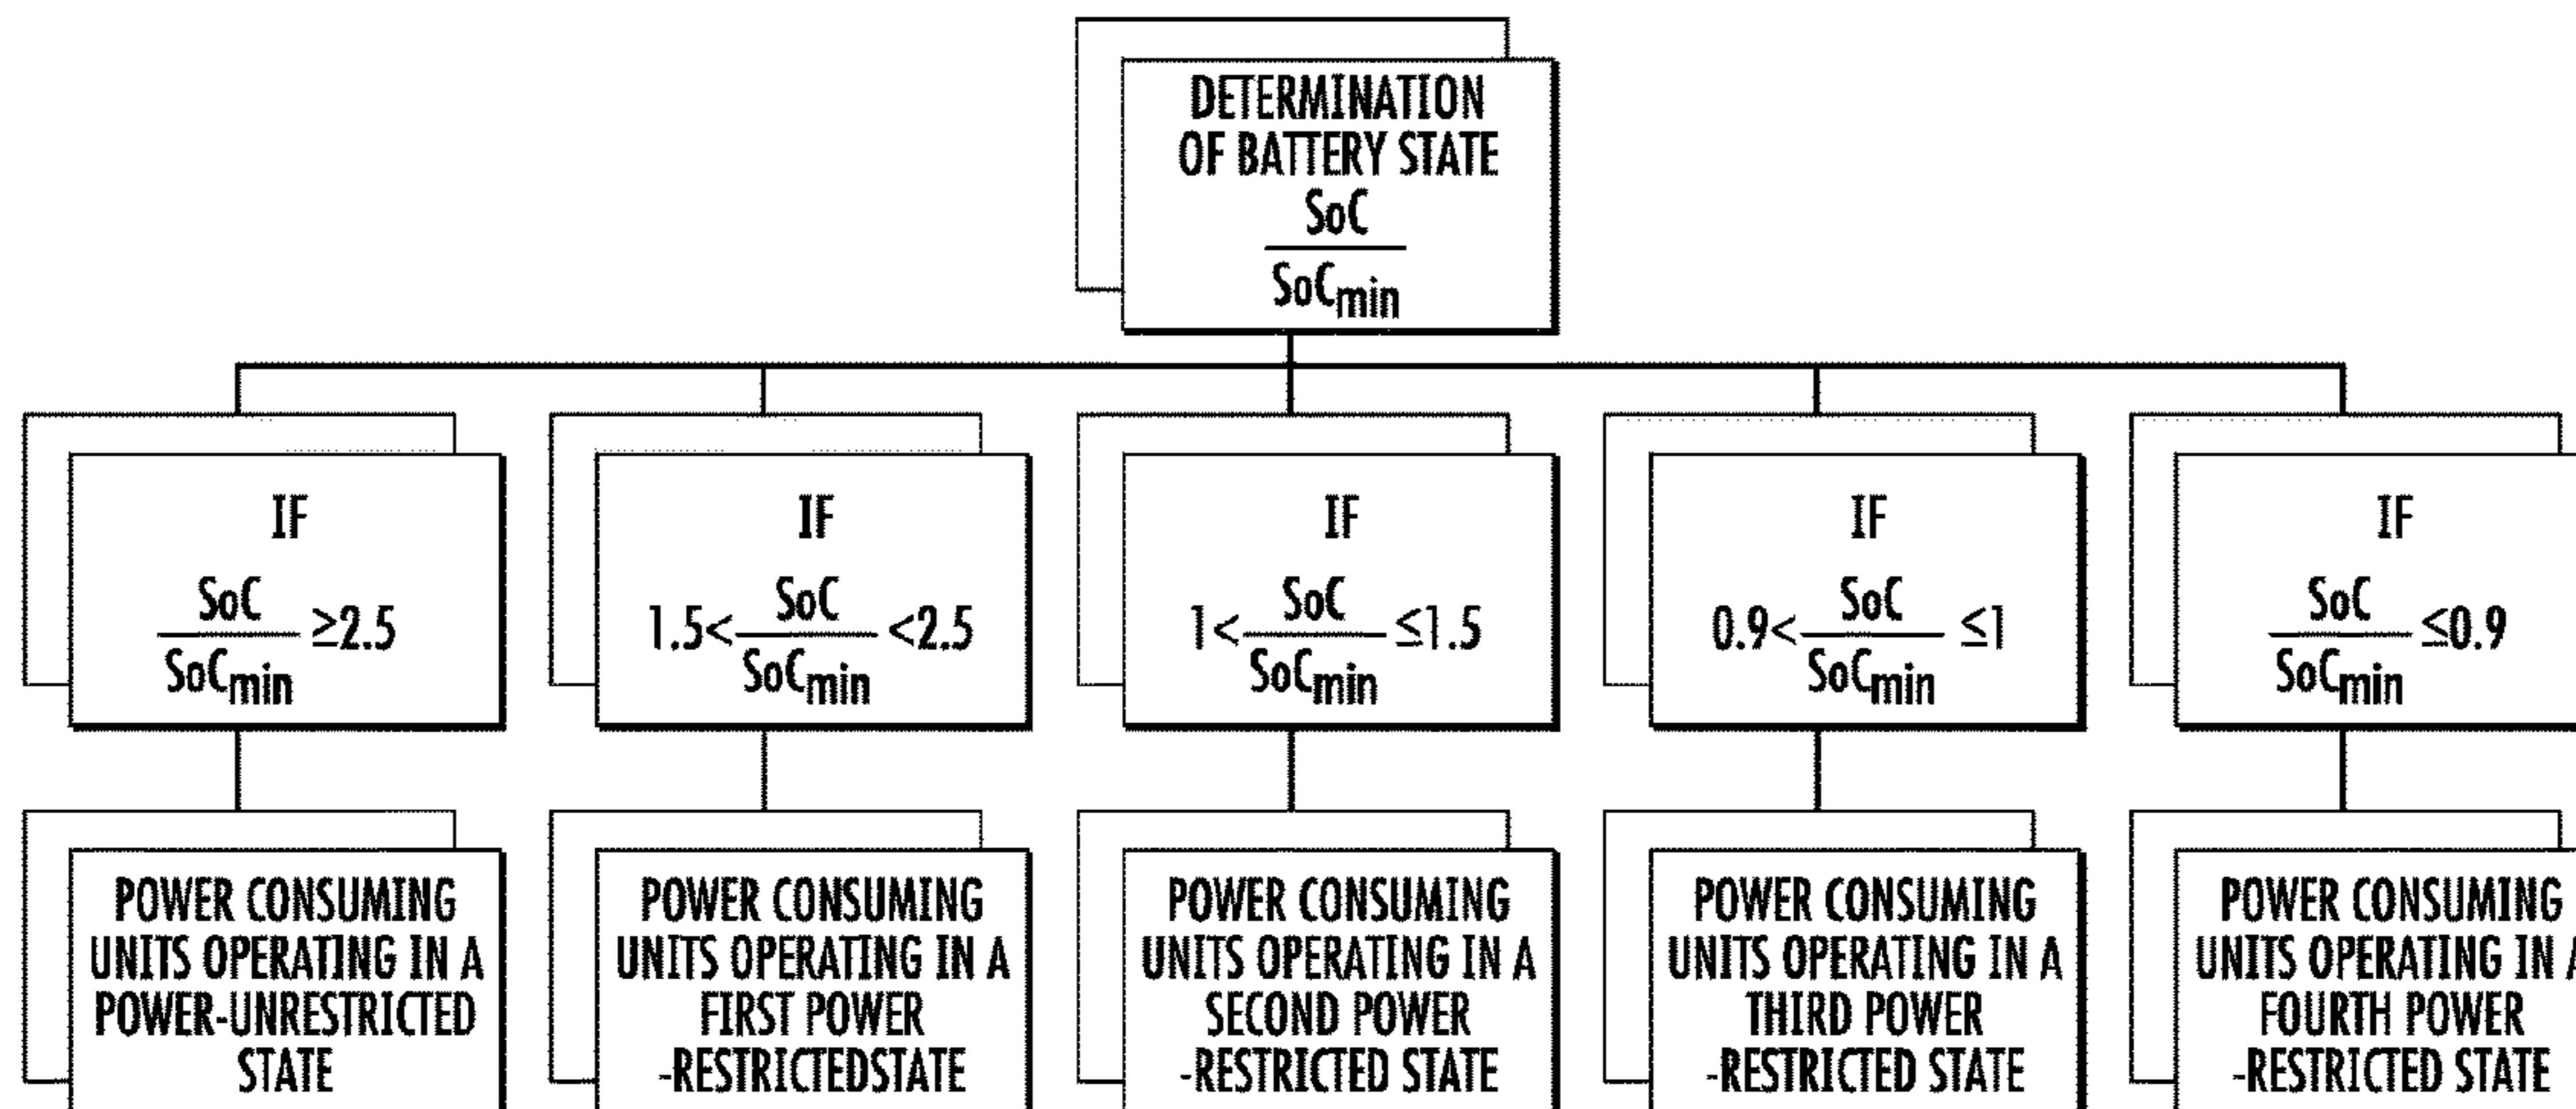 DETERMINATION
OF BATTERY STATE
SoC
SoCmin
IF
SoC
≥2.5
SoCmin
IF
SoC
1.5< <2.5
SoCmin
IF
SoC
1< ≤1.5
SoCmin
IF
SoC
0.9< ≤1
SoCmin
IF
SoC
≤0.9
SoCmin
POWER CONSUMING
UNITS OPERATING IN A
POWER-UNRESTRICTED
STATE
POWER CONSUMING
UNITS OPERATING IN A
FIRST POWER
-RESTRICTEDSTATE
POWER CONSUMING
UNITS OPERATING IN A
SECOND POWER
-RESTRICTED STATE
POWER CONSUMING
UNITS OPERATING IN A
THIRD POWER
-RESTRICTED STATE
POWER CONSUMING
UNITS OPERATING IN A
FOURTH POWER
-RESTRICTED STATE